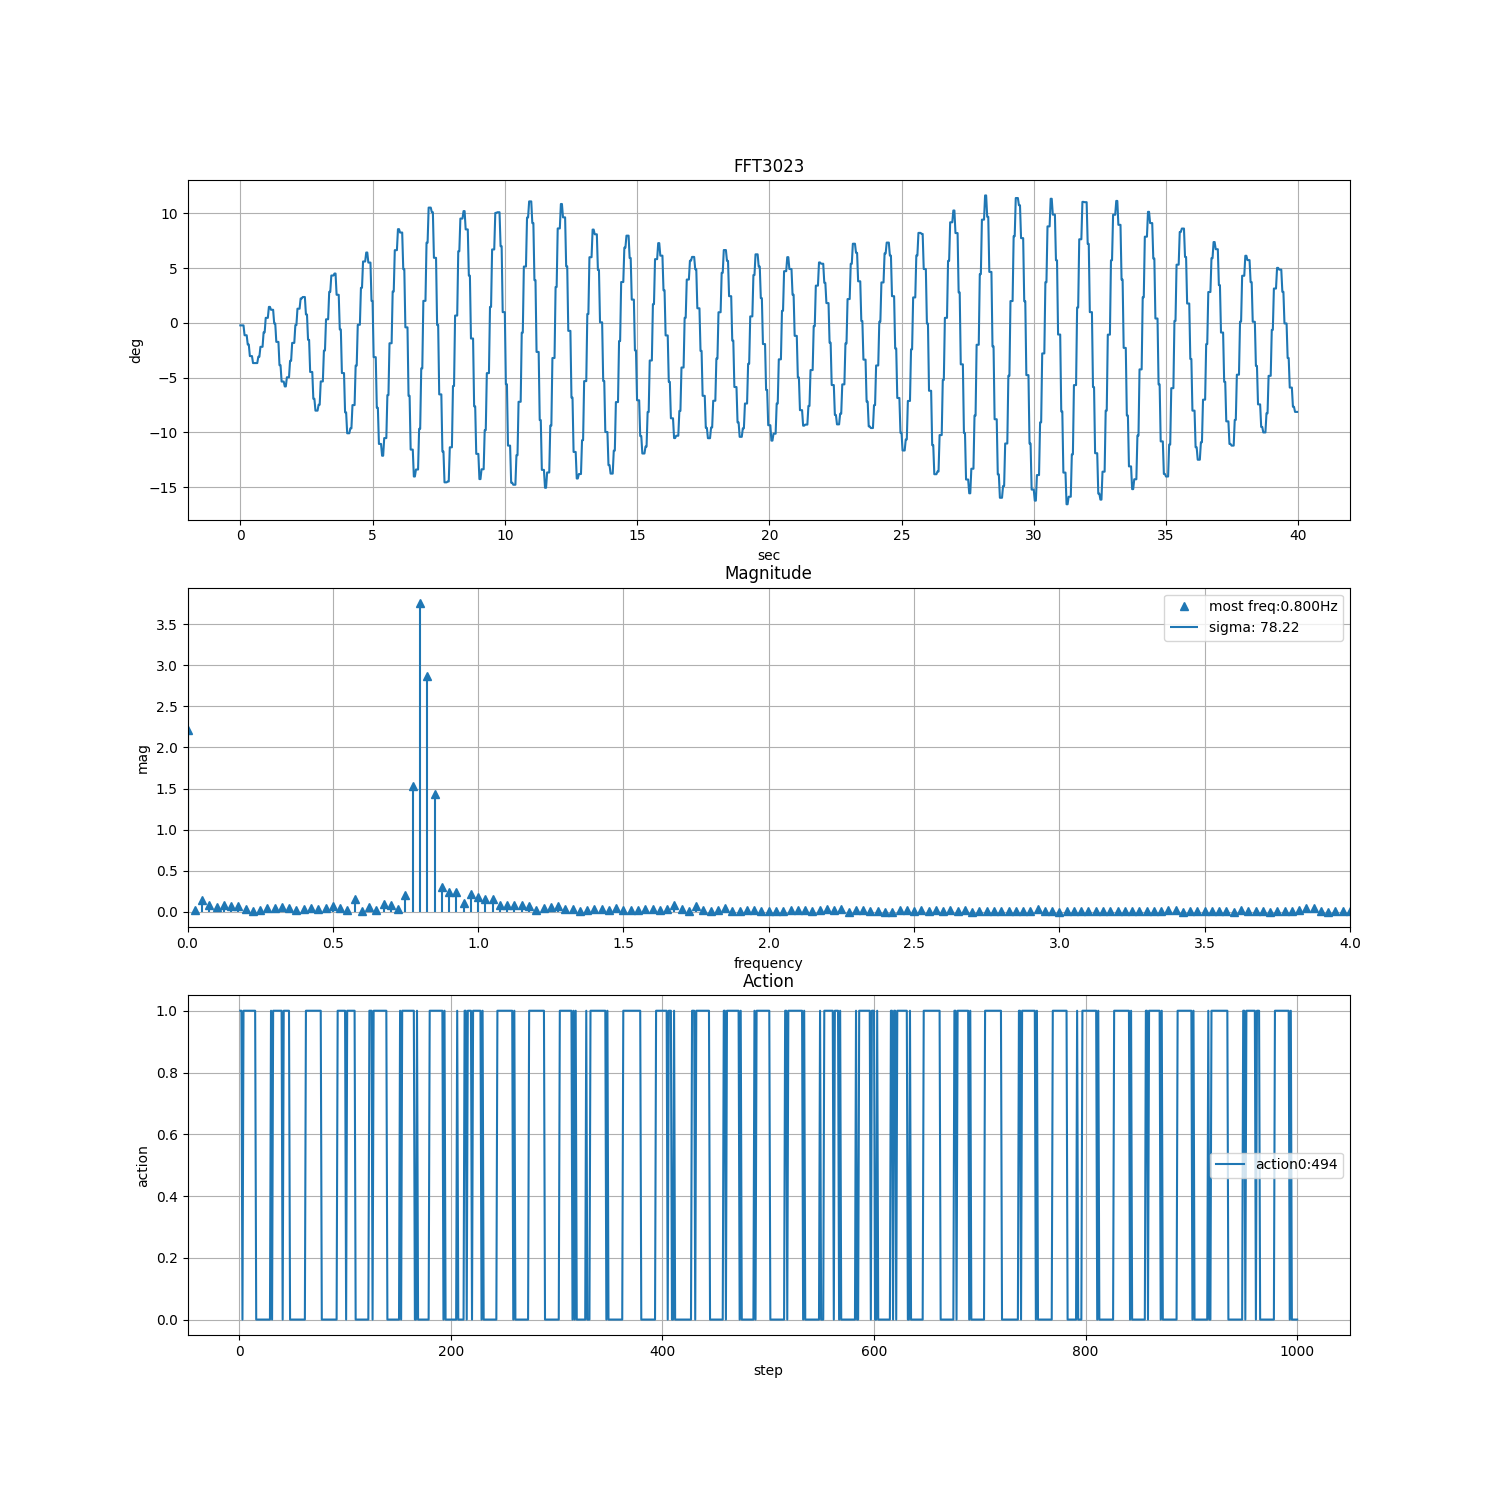 FFT3023
10
5
0
−5
−10
−15
deg
0 5 10 15 20 25 30 35 40
sec
Magnitude
most freq:0.800Hz
sigma: 78.22
3.5
3.0
2.5
2.0
1.5
1.0
0.5
0.0
mag
0.0 0.5 1.0 1.5 2.0 2.5 3.0 3.5 4.0
frequency
Action
1.0
0.8
0.6
0.4
0.2
0.0
action
action0:494
0 200 400 600 800 1000
step